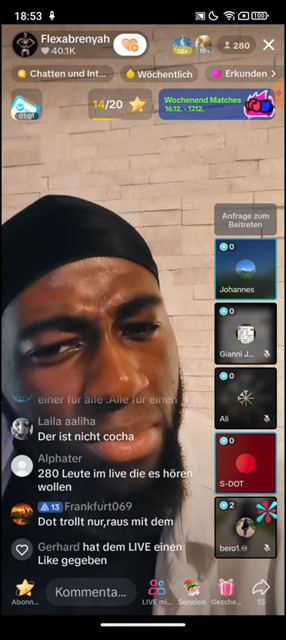 18:53
100
Flexabrenyah
40.1K
10+
10+
280
Chatten und Int...
Wöchentlich
Erkunden
01:01
14/20
Wochenend Matches
16.12. - 17.12.
Anfrage zum
Beitreten
0
Johannes
0
Gianni J...
0
Ali
0
S-DOT
2
bero1.
einer für alle .Alle für einen
Laila aaliha
Der ist nicht cocha
Alphater
280 Leute im live die es hören
wollen
13 Frankfurt069
Dot trollt nur,raus mit dem
Gerhard hat dem LIVE einen
Like gegeben
Abonn...
Kommenta...
LIVE mi...
Senden
Gesche...
15